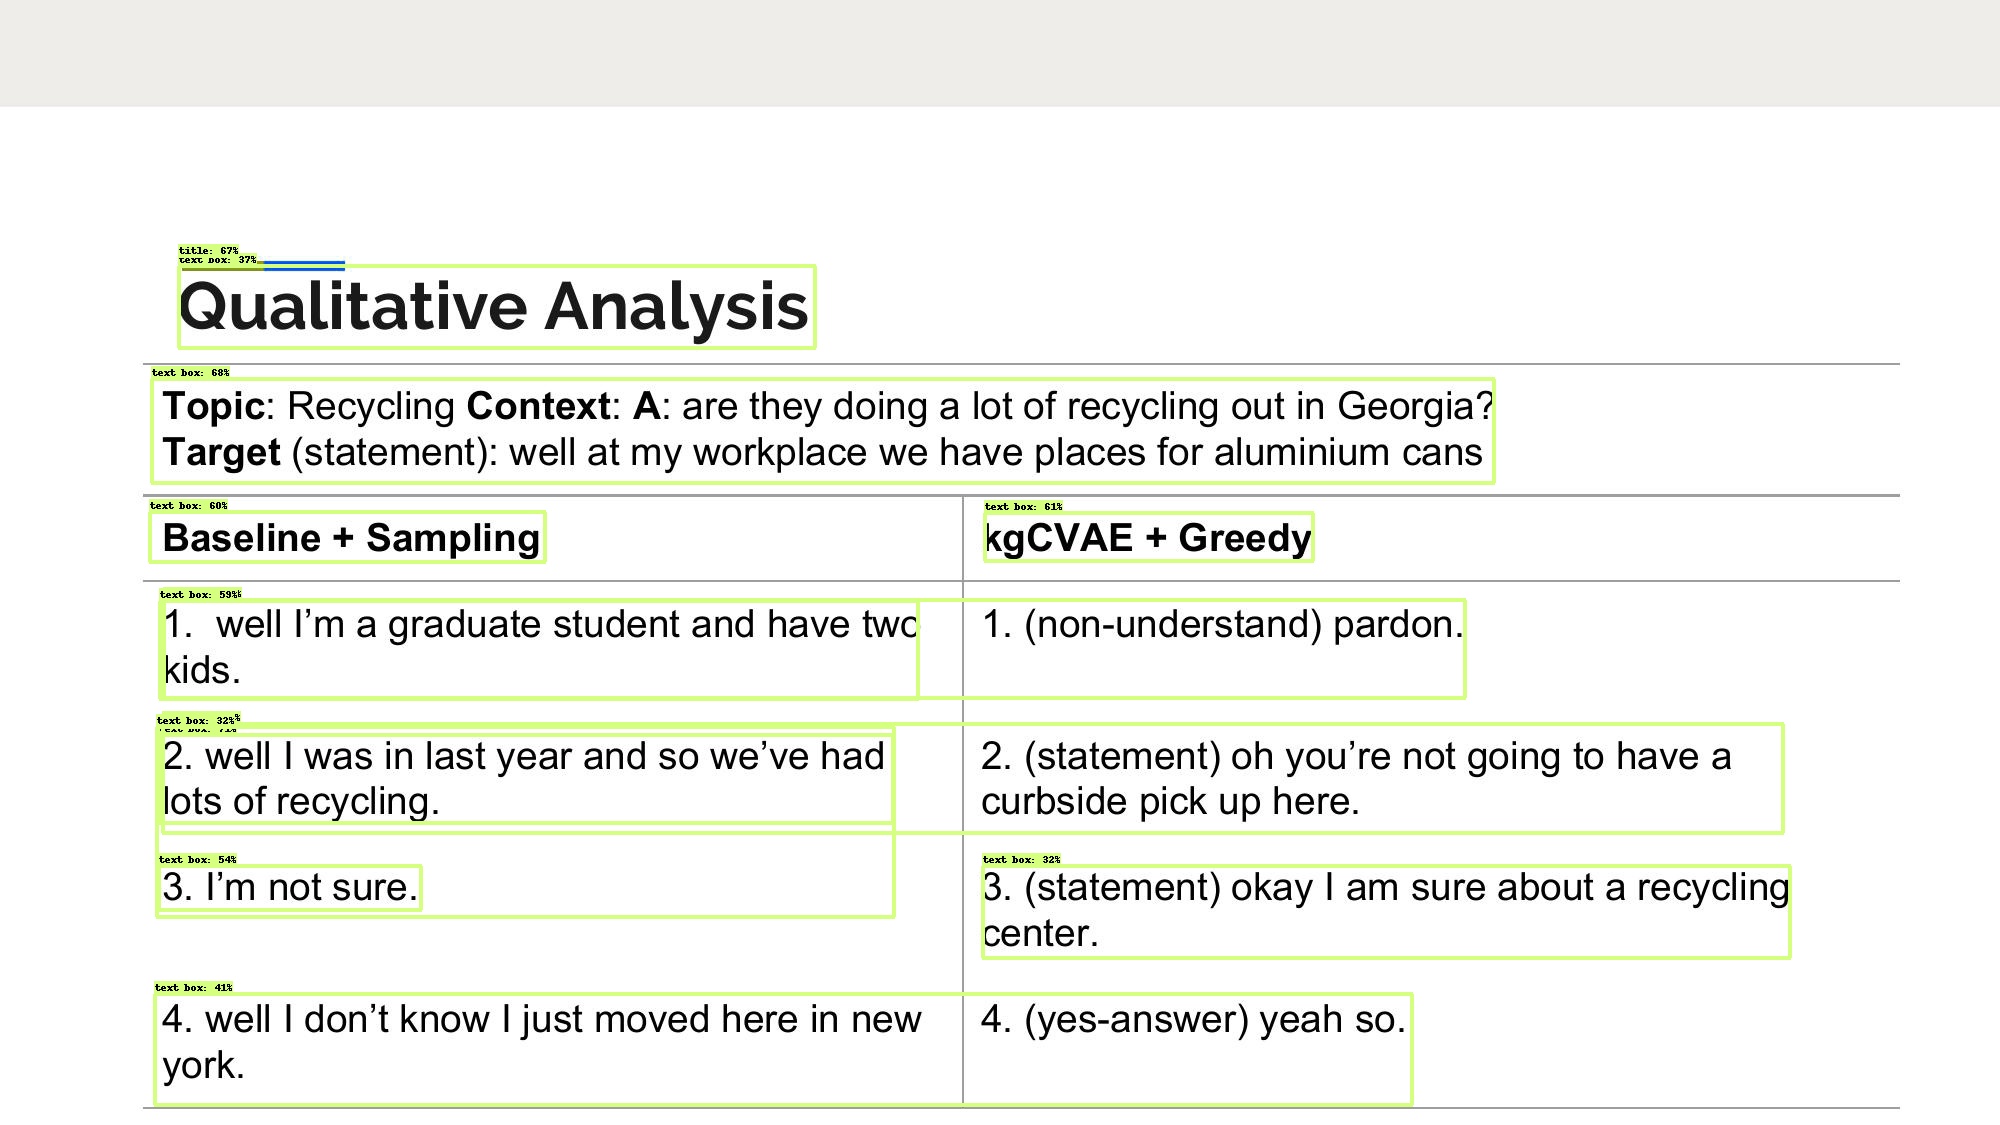 title: 67%
text box: 37%
Qualitative Analysis
text box: 68%
Topic: Recycling Context: A: are they doing a lot of recycling out in Georgia?
Target (statement): well at my workplace we have places for aluminium cans
text box: 60%
Baseline + Sampling
text box: 61%
kgCVAE + Greedy
text box: 59%
1. well I’m a graduate student and have two
kids.
1. (non-understand) pardon.
text box: 32%
text box: 71%
2. well I was in last year and so we’ve had
lots of recycling.
2. (statement) oh you’re not going to have a
curbside pick up here.
text box: 54%
3. I’m not sure.
text box: 32%
3. (statement) okay I am sure about a recycling
center.
text box: 41%
4. well I don’t know I just moved here in new
york.
4. (yes-answer) yeah so.